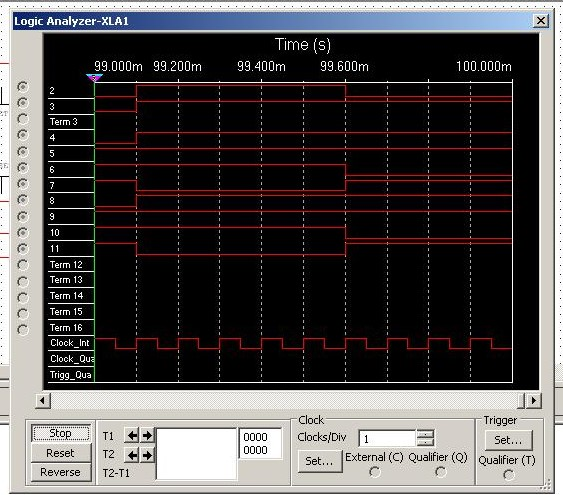 Logic Analyzer-XLA1
Time (s)
99.000m 99.200m 99.400m 99.600m 100.000m
2
3
Term 3
4
5
6
7
8
9
10
11
Term 12
Term 13
Term 14
Term 15
Term 16
Clock_Int
Clock_Qua
Trigg_Qua
Stop
Reset
Reverse
T1
T2
T2-T1
0000
0000
Clock
Clocks/Div 1
Set...
External (C) Qualifier (Q)
Trigger
Set...
Qualifier (T)